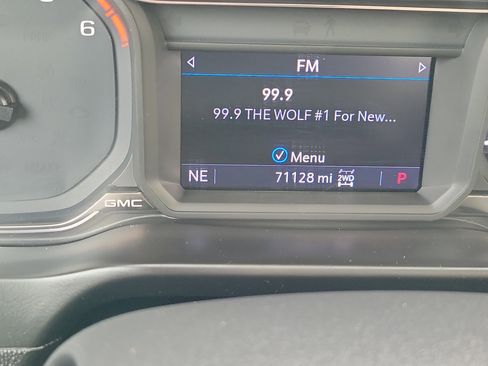 6
FM
99.9
99.9 THE WOLF #1 For New...
Menu
NE 71128 mi 2WD P
GMC